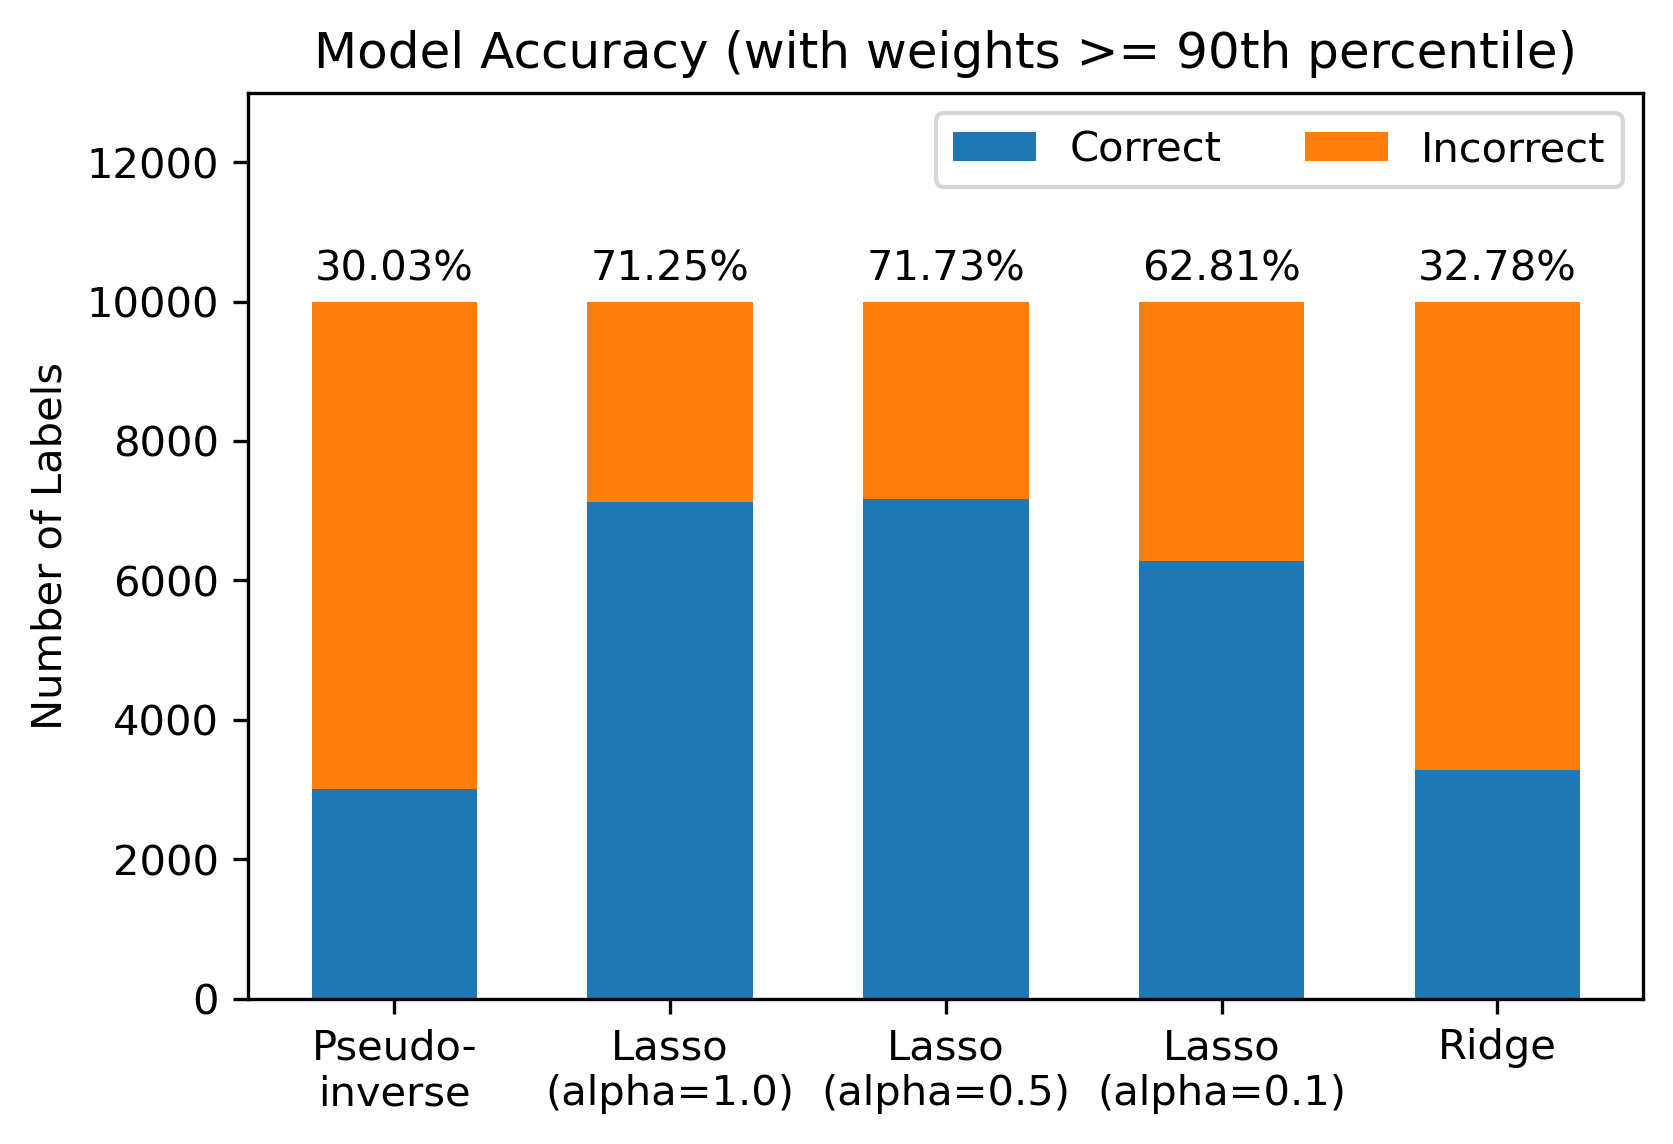 Model Accuracy (with weights >= 90th percentile)
Correct
Incorrect
12000
10000
8000
6000
4000
2000
0
Number of Labels
30.03%
71.25%
71.73%
62.81%
32.78%
Pseudo-
inverse
Lasso
(alpha=1.0)
Lasso
(alpha=0.5)
Lasso
(alpha=0.1)
Ridge